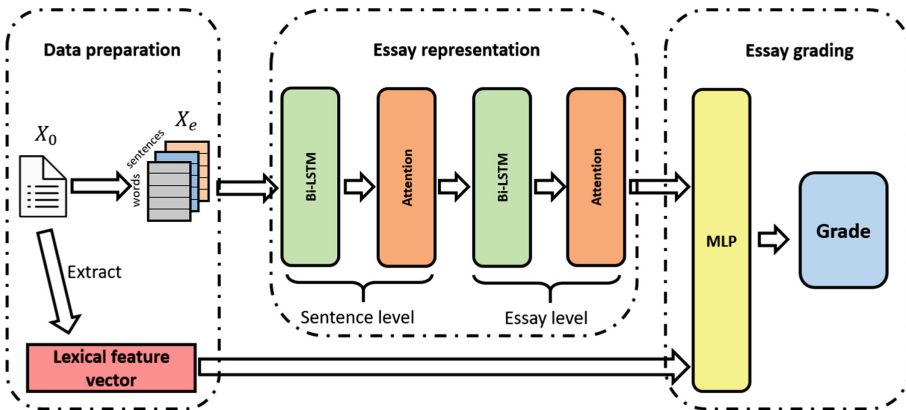 Data preparation
Essay representation
Essay grading
X₀
sentences
Xₑ
words
Extract
Lexical feature
vector
Bi-LSTM
Attention
Bi-LSTM
Attention
Sentence level
Essay level
MLP
Grade